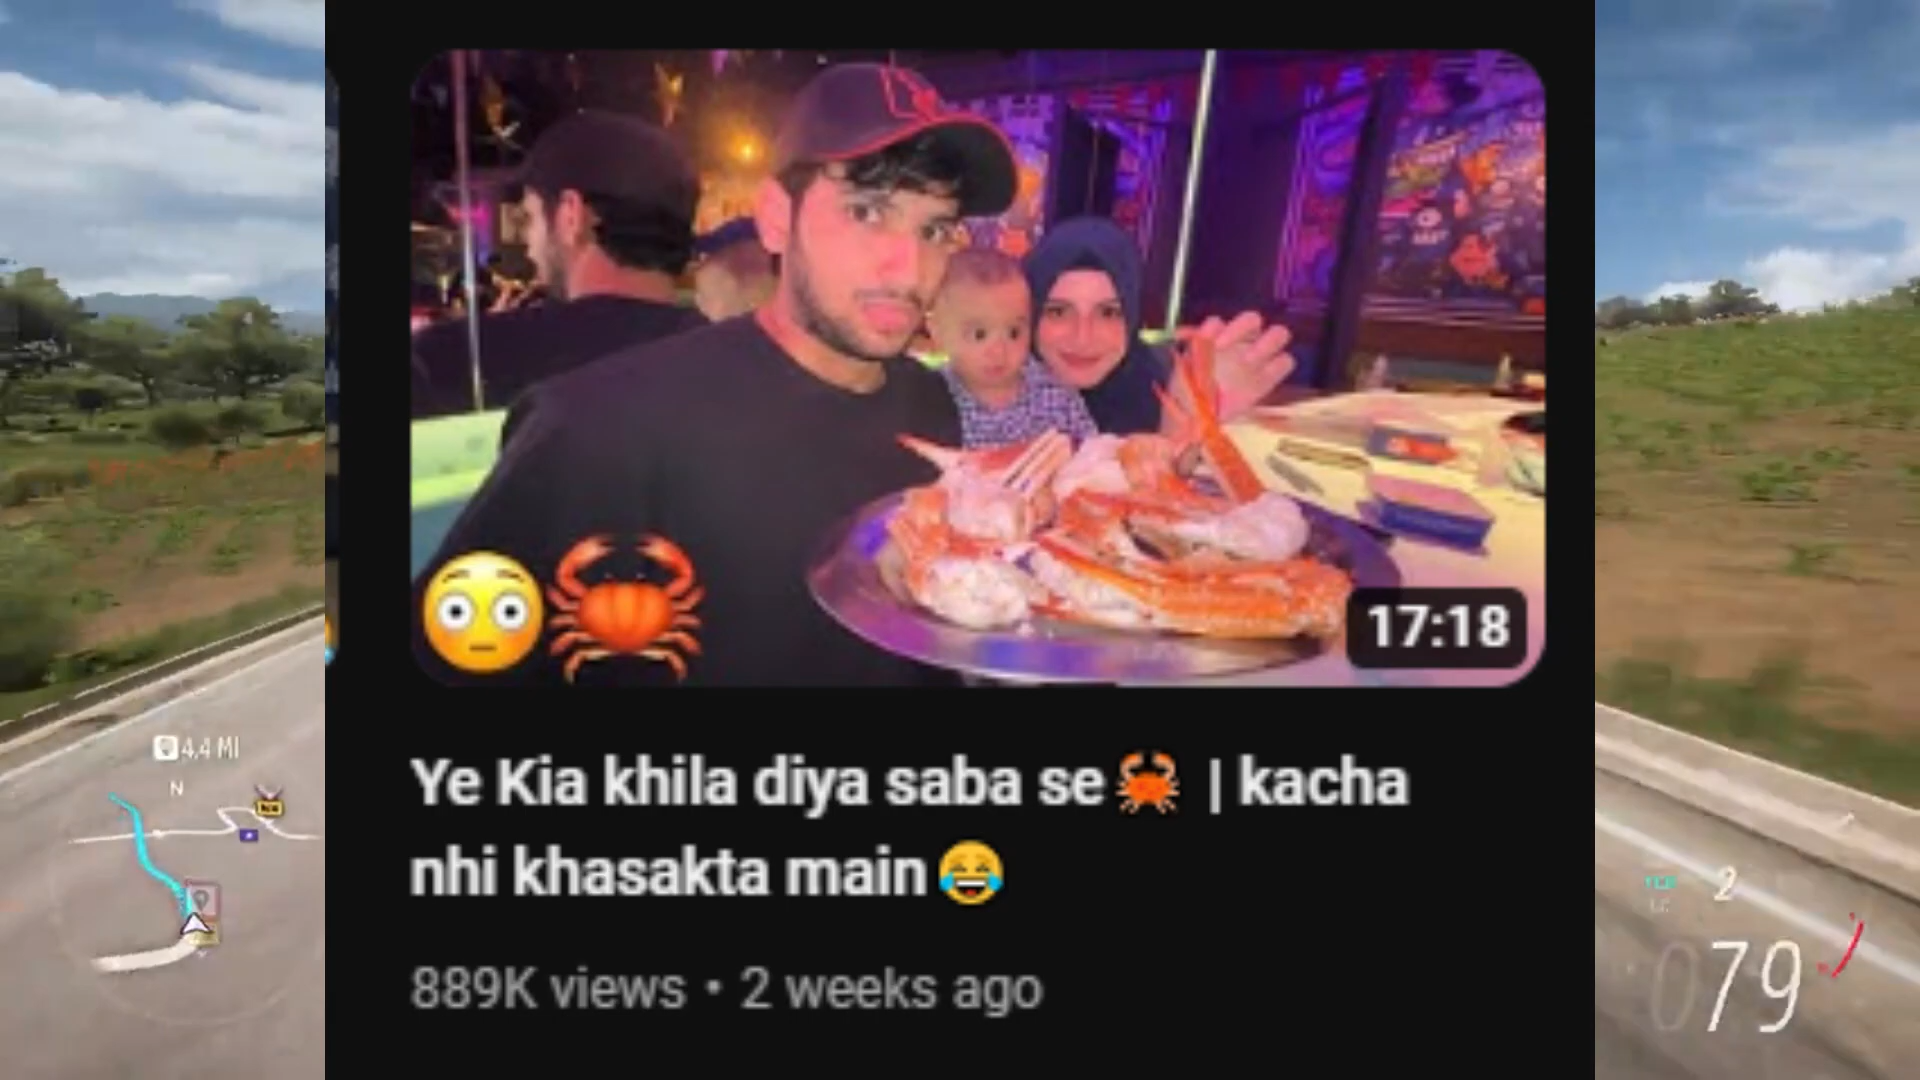 17:18
Ye Kia khila diya saba se🦀 | kacha
nhi khasakta main😂
889K views • 2 weeks ago
4.4 MI
N
2
079